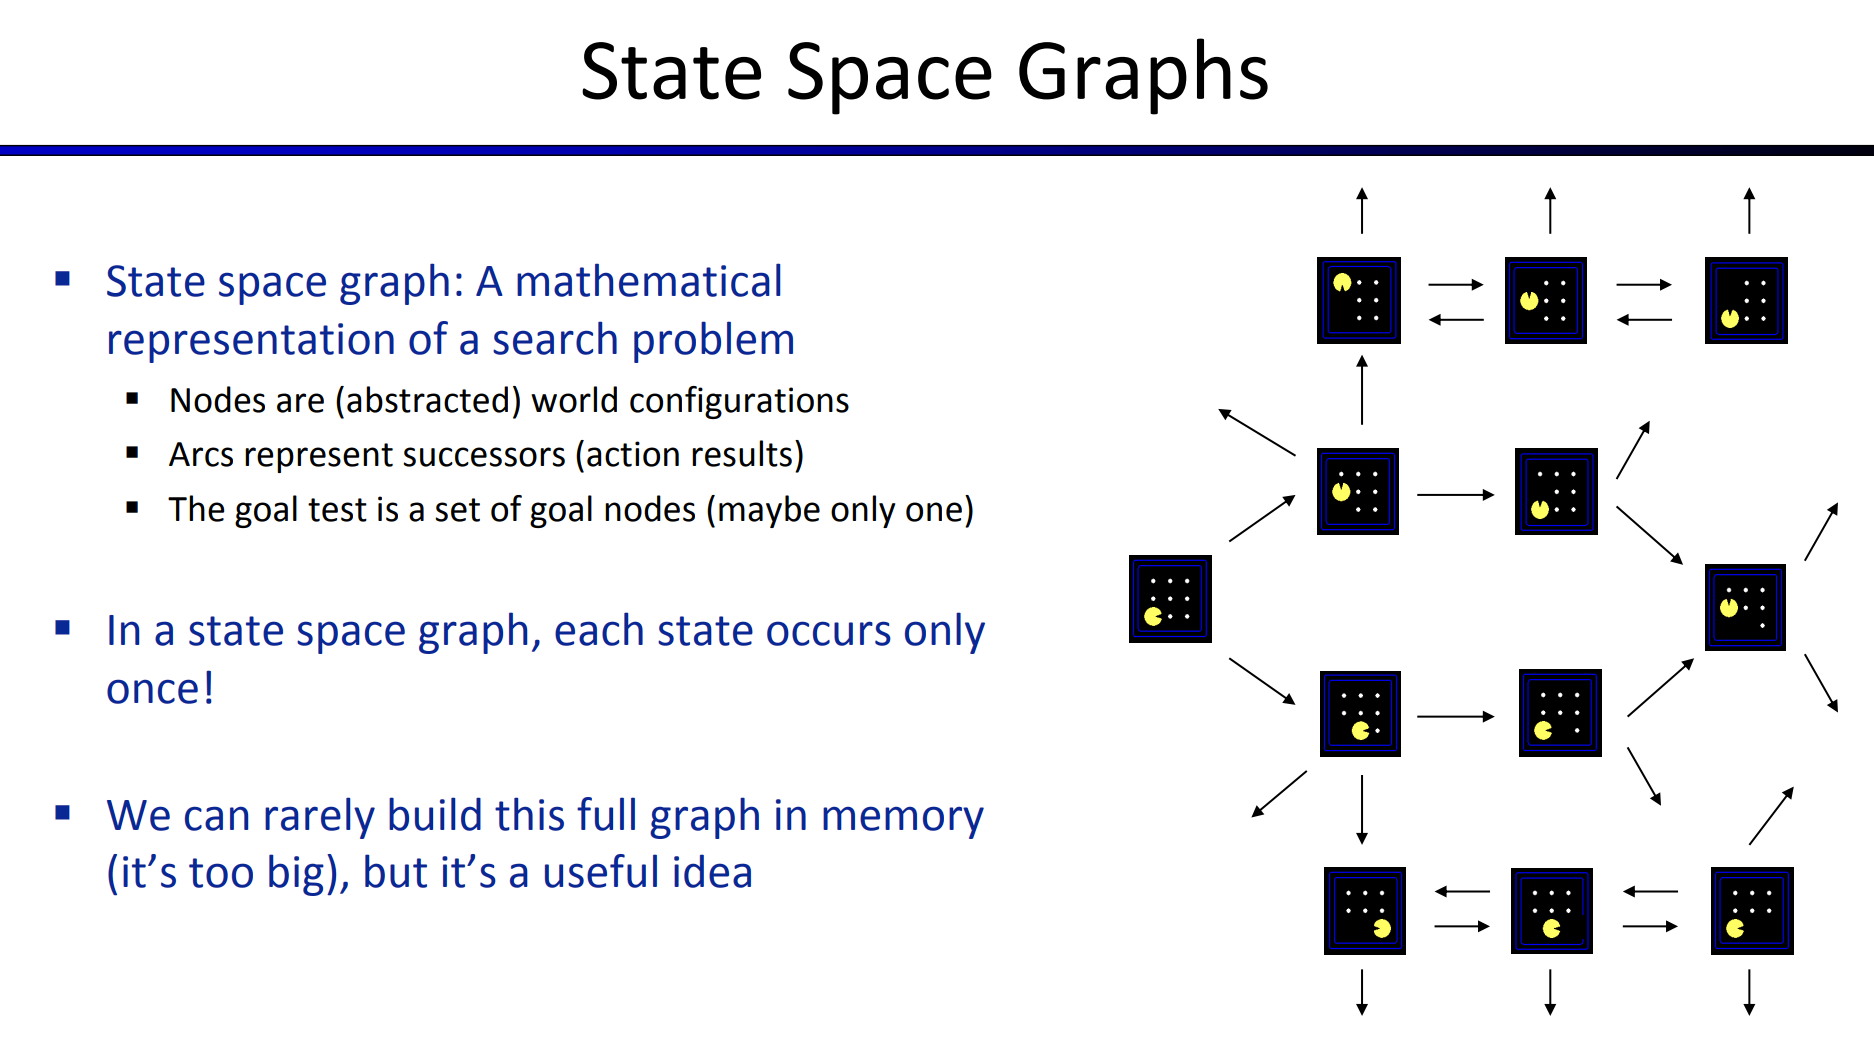 State Space Graphs
▪ State space graph: A mathematical
representation of a search problem
▪ Nodes are (abstracted) world configurations
▪ Arcs represent successors (action results)
▪ The goal test is a set of goal nodes (maybe only one)
▪ In a state space graph, each state occurs only
once!
▪ We can rarely build this full graph in memory
(it’s too big), but it’s a useful idea